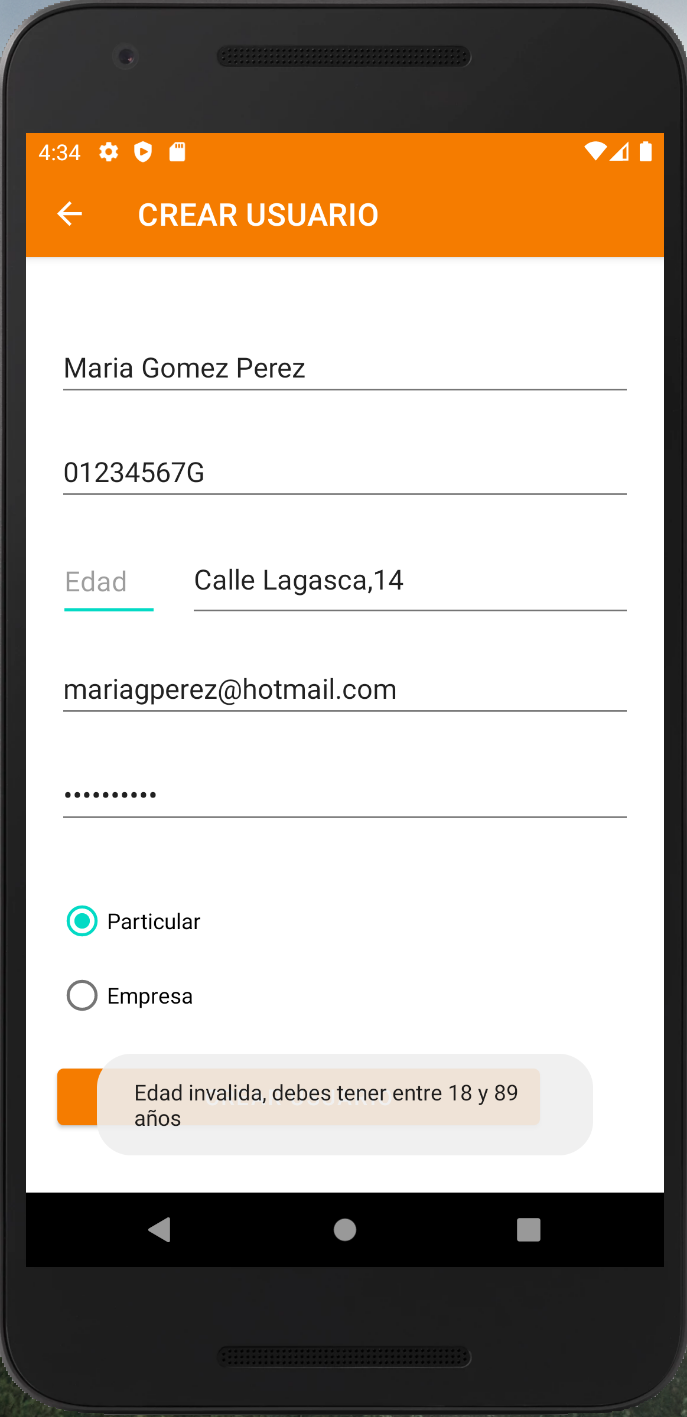 4:34
CREAR USUARIO
Maria Gomez Perez
01234567G
Edad Calle Lagasca,14
mariagperez@hotmail.com
••••••••••
Particular
Empresa
Edad invalida, debes tener entre 18 y 89
años